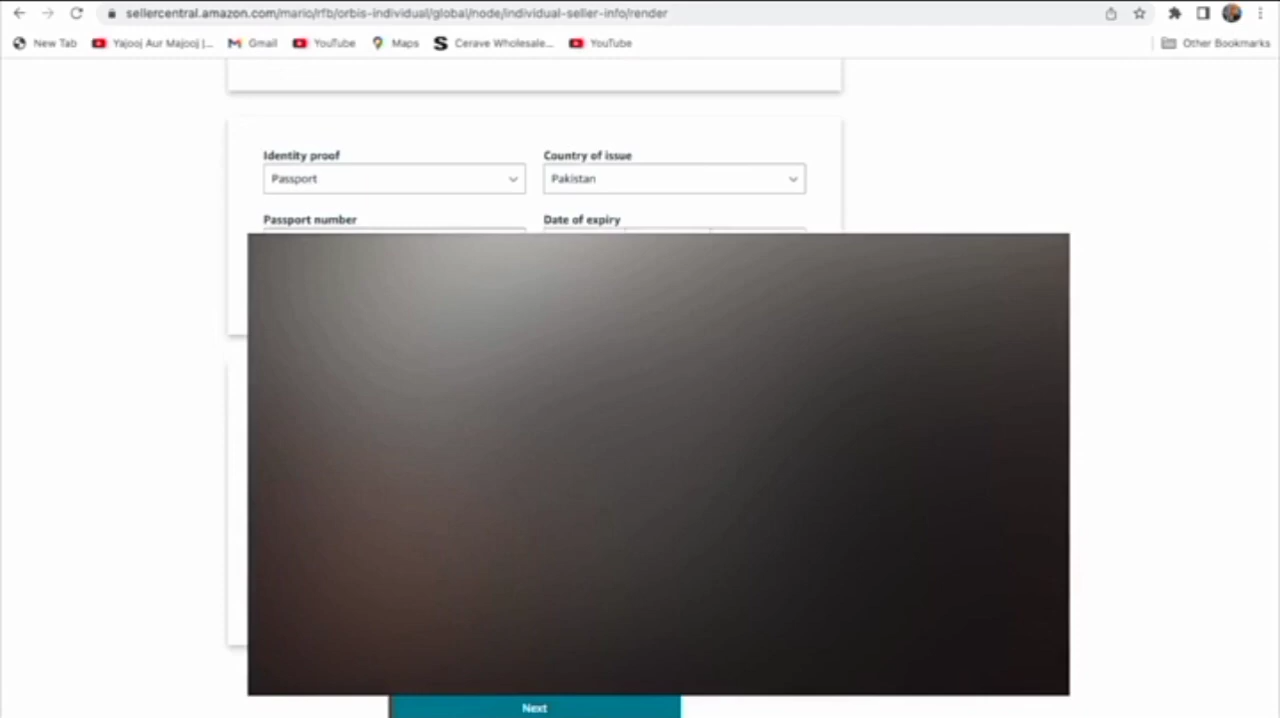 sellercentral.amazon.com/mario/rfb/orbis-individual/global/node/individual-seller-info/render
New Tab Yajooj Aur Majooj |... Gmail YouTube Maps Cerave Wholesale... YouTube Other Bookmarks
Identity proof Country of issue
Passport Pakistan
Passport number Date of expiry
Next